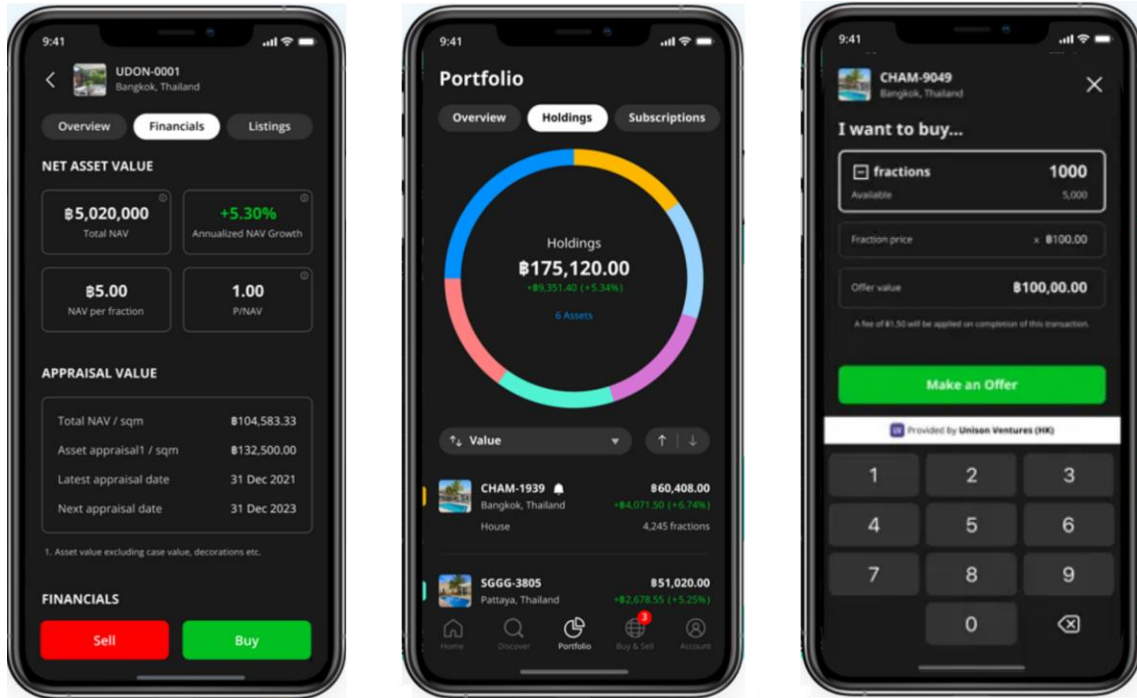 9:41
UDON-0001
Bangkok, Thailand
Overview Financials Listings
NET ASSET VALUE
฿5,020,000
Total NAV
+5.30%
Annualized NAV Growth
฿5.00
NAV per fraction
1.00
P/NAV
APPRAISAL VALUE
Total NAV / sqm ฿104,583.33
Asset appraisal1 / sqm ฿132,500.00
Latest appraisal date 31 Dec 2021
Next appraisal date 31 Dec 2023
1. Asset value excluding case value, decorations etc.
FINANCIALS
Sell Buy
9:41
Portfolio
Overview Holdings Subscriptions
Holdings
฿175,120.00
+฿9,351.40 (+5.34%)
6 Assets
Value
CHAM-1939 ฿60,408.00
Bangkok, Thailand +฿4,071.50 (+6.74%)
House 4,245 fractions
SGGG-3805 ฿51,020.00
Pattaya, Thailand +฿2,678.55 (+5.25%)
3
Home Discover Portfolio Buy & Sell Account
9:41
CHAM-9049
Bangkok, Thailand
I want to buy...
fractions 1000
Available 5,000
Fraction price x ฿100.00
Offer value ฿100,00.00
A fee of ฿1.50 will be applied on completion of this transaction.
Make an Offer
UV Provided by Unison Ventures (HK)
1 2 3
4 5 6
7 8 9
0